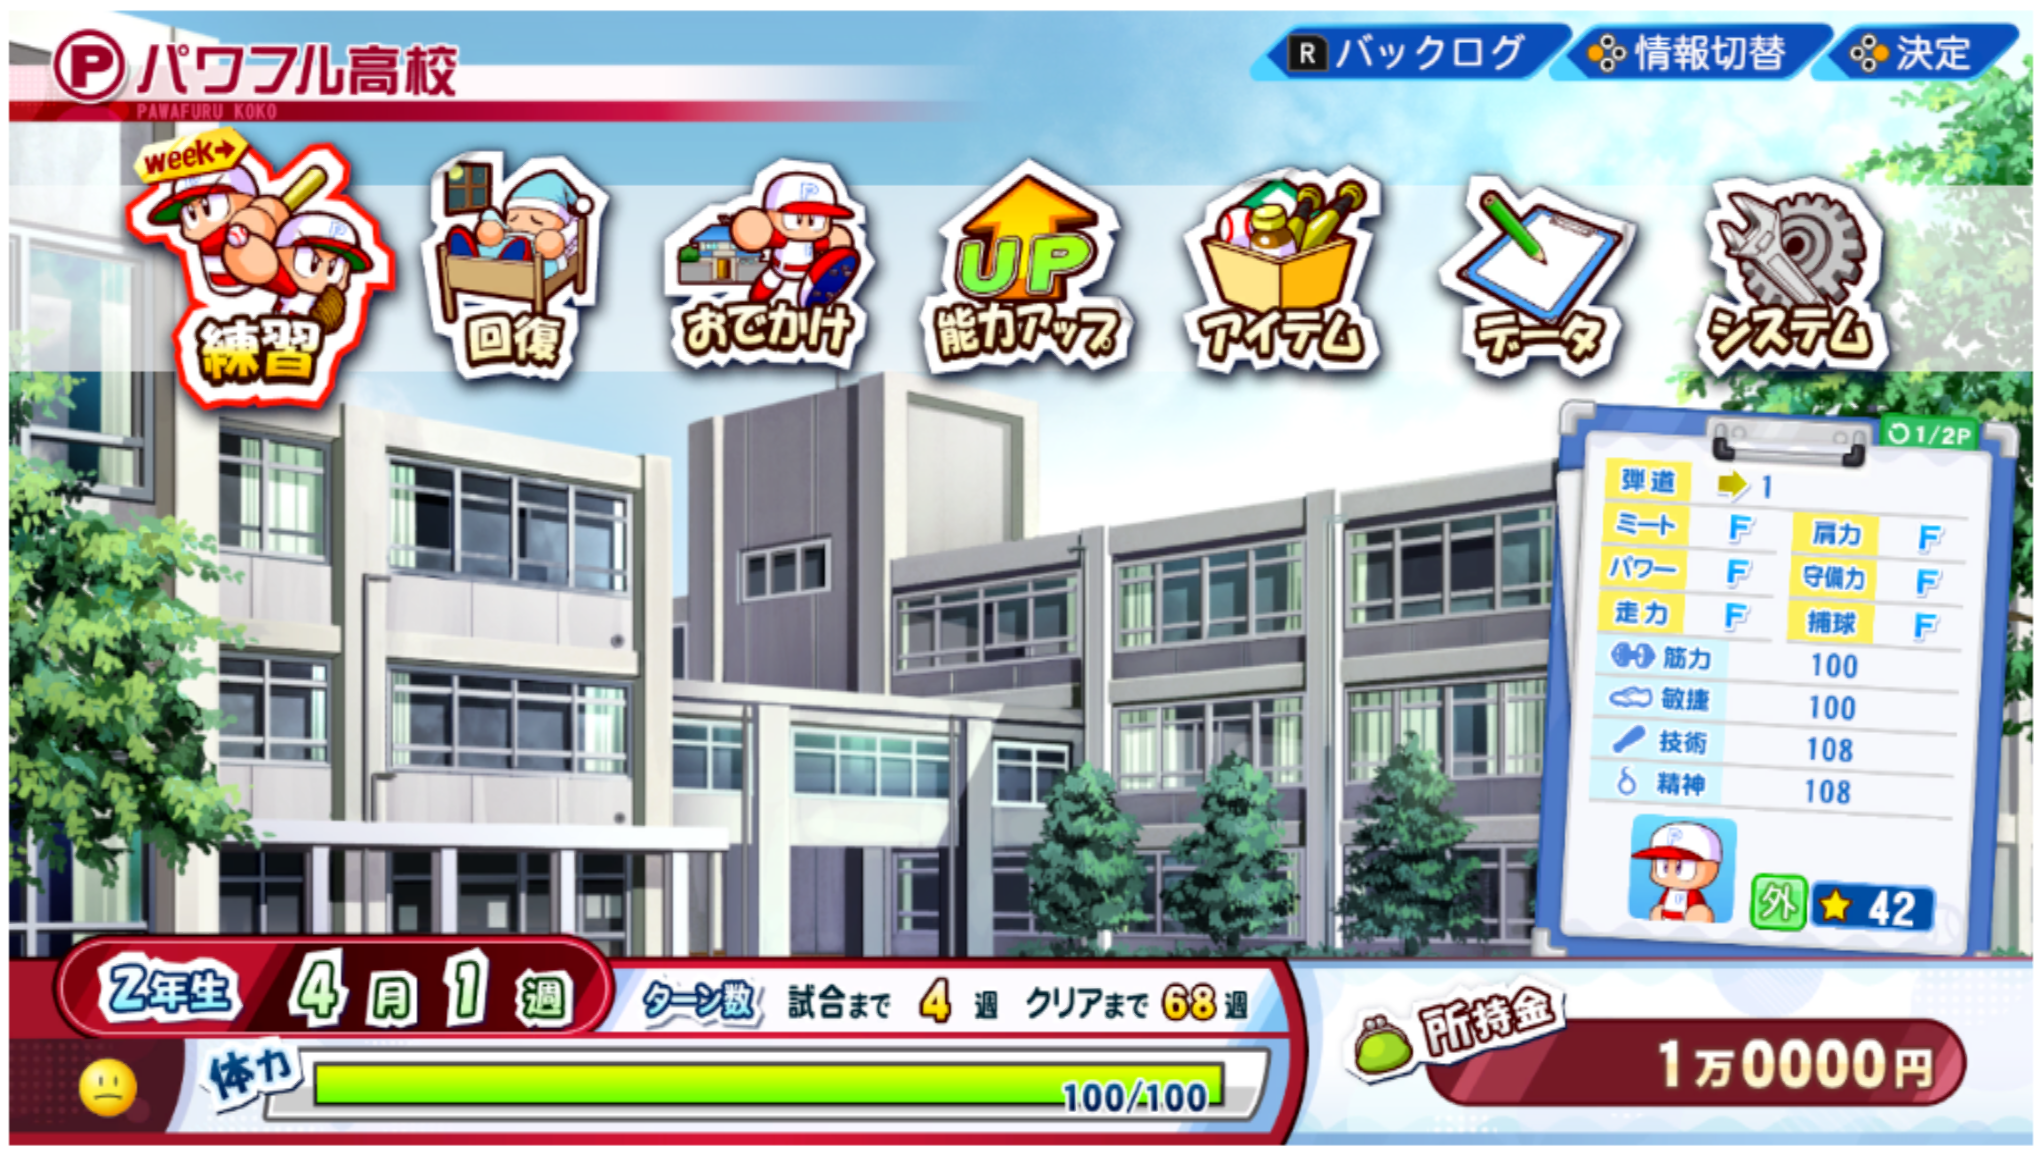 パワフル高校
PAWAFURU KOKO
R バックログ 情報切替 決定
week→
練習 回復 おでかけ 能力アップ アイテム データ システム
UP
1/2P
弾道 1
ミート F 肩力 F
パワー F 守備力 F
走力 F 捕球 F
筋力 100
敏捷 100
技術 108
精神 108
外 ★ 42
2年生 4月1週
ターン数 試合まで 4 週 クリアまで 68 週
体力 100/100
所持金
1万0000円